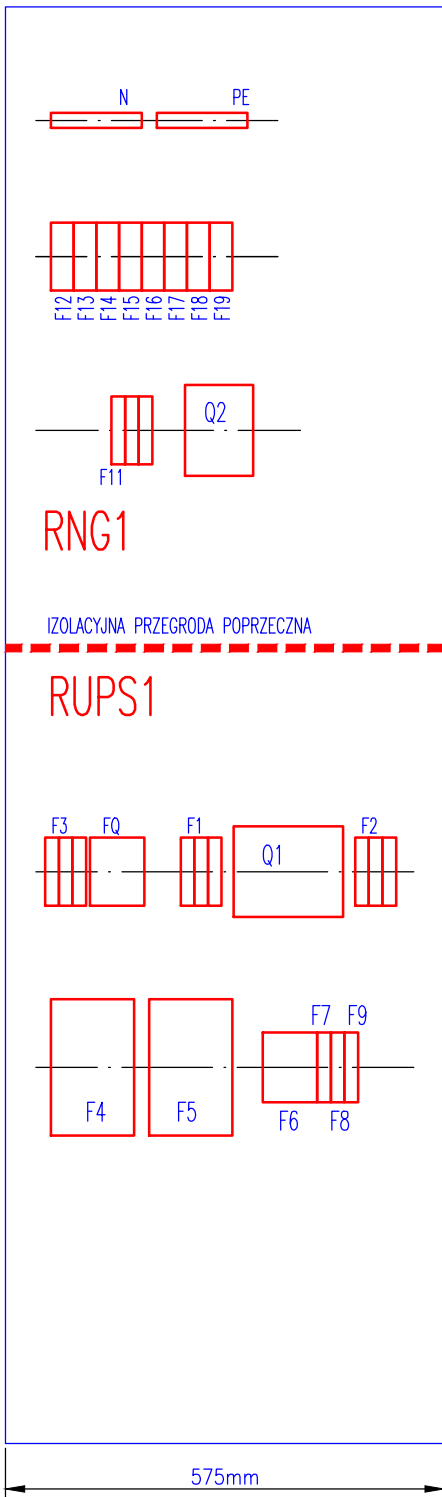 N PE
F12 F13 F14 F15 F16 F17 F18 F19
Q2
F11
RNG1
IZOLACYJNA PRZEGRODA POPRZECZNA
RUPS1
F3 FQ F1 F2
Q1
F7 F9
F4 F5 F6 F8
575mm